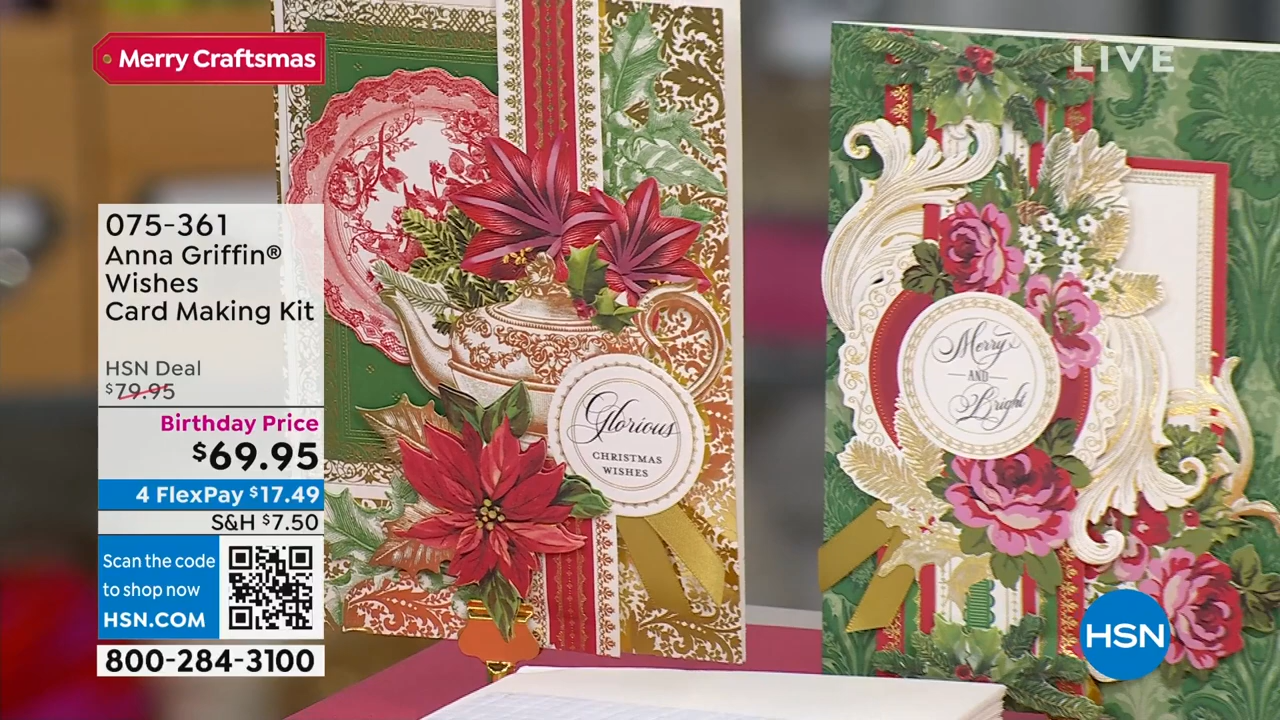 Merry Craftsmas
LIVE
075-361
Anna Griffin®
Wishes
Card Making Kit
HSN Deal
$79.95
Birthday Price
$69.95
4 FlexPay $17.49
S&H $7.50
Scan the code
to shop now
HSN.COM
800-284-3100
Glorious
CHRISTMAS
WISHES
Merry
AND
Bright
HSN